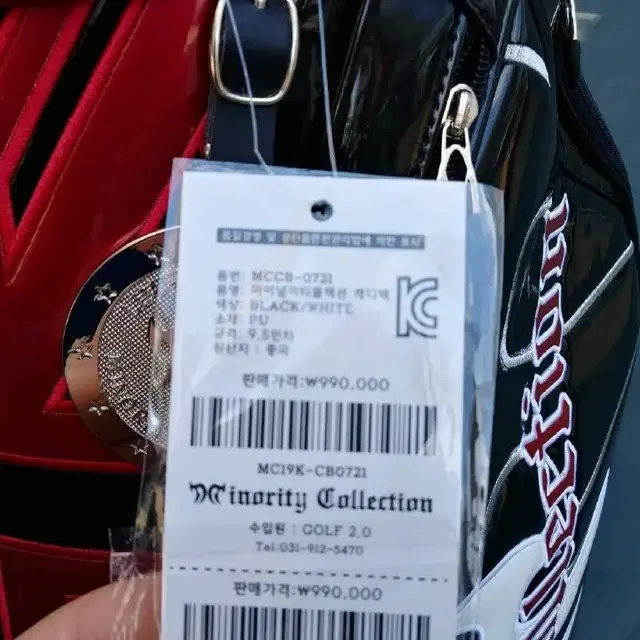 품질경영 및 공산품안전관리법에 의한 표시
품번: MCCB-0721
품명: 마이널리티콜렉션 캐디백
색상: BLACK/WHITE
소재: PU
규격: 9.5인치
원산지: 중국
판매가격:₩990,000
MC19K-CB0721
Minority Collection
수입원 : GOLF 2.0
Tel.031-912-5470
판매가격:₩990,000